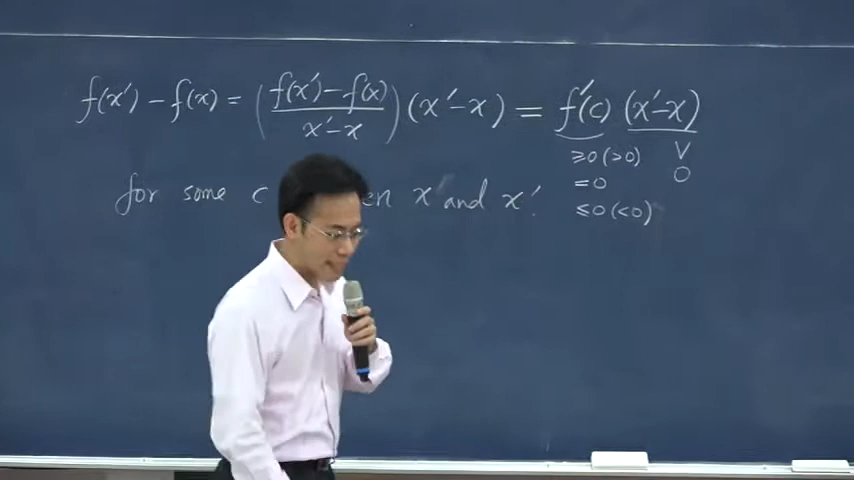 f(x')-f(x) = (f(x')-f(x) / x'-x) (x'-x) = f'(c) (x'-x)
≥0 (>0) V
=0 0
for some c en x and x'.
≤0 (<0)